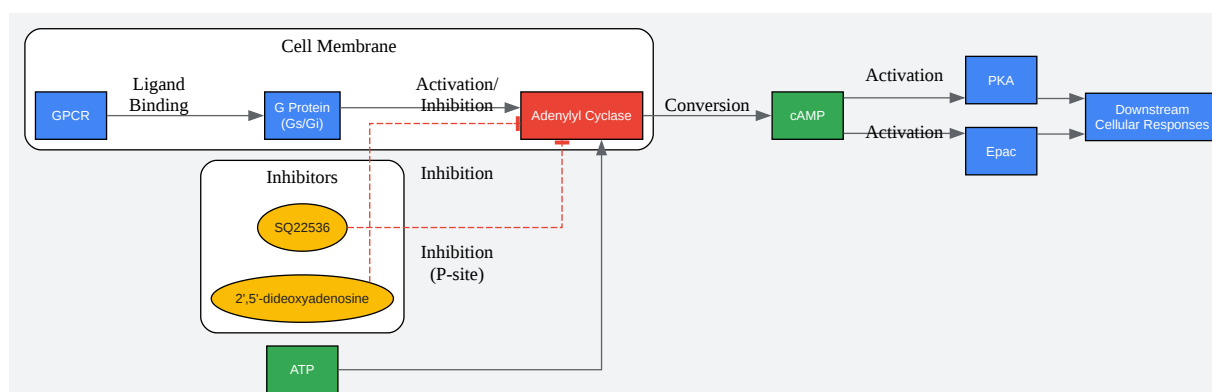 Cell Membrane
Ligand
Binding
Activation/
Inhibition
GPCR
G Protein
(Gs/Gi)
Adenylyl Cyclase
Conversion
cAMP
Activation
Activation
PKA
Epac
Downstream
Cellular Responses
Inhibitors
SQ22536
2',5'-dideoxyadenosine
Inhibition
Inhibition
(P-site)
ATP